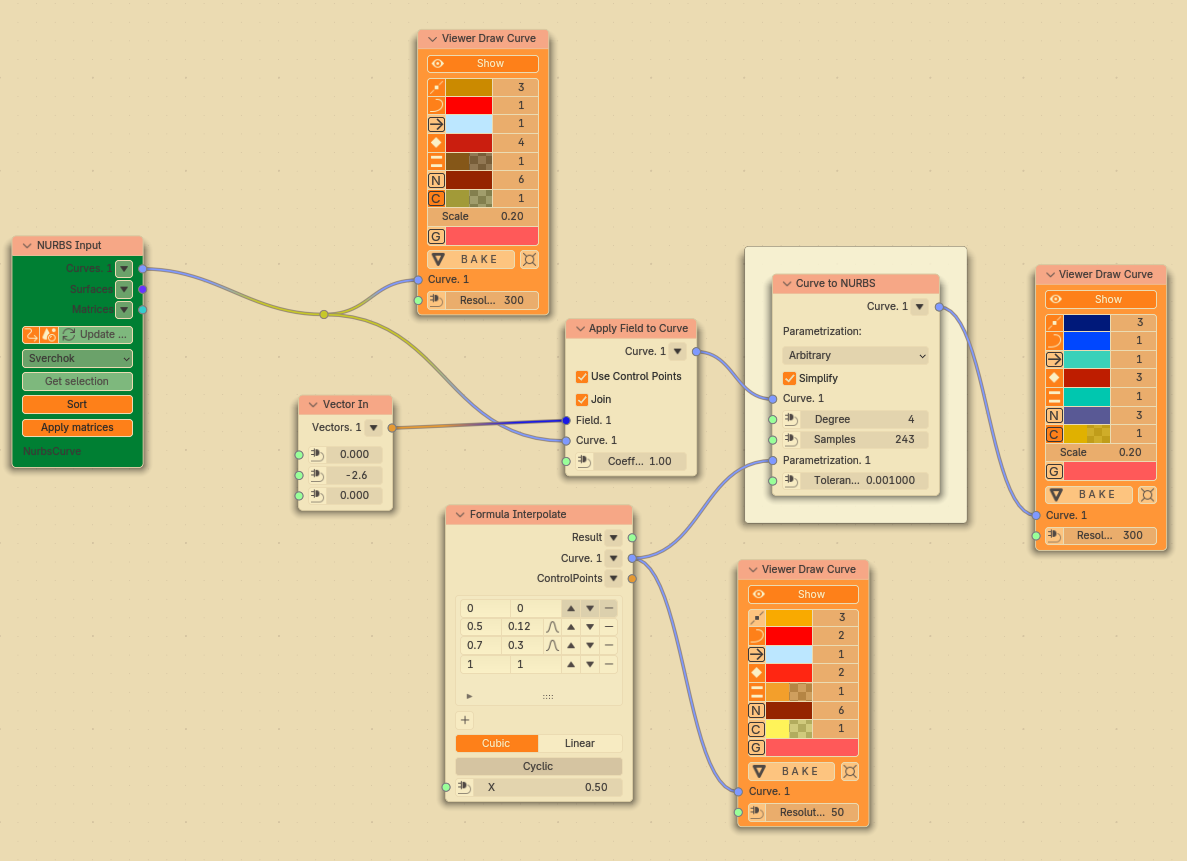 Viewer Draw Curve
Show
3
1
1
4
1
N 6
C 1
Scale 0.20
G
BAKE
Curve. 1
Resol... 300
NURBS Input
Curves. 1
Surfaces
Matrices
Update ...
Sverchok
Get selection
Sort
Apply matrices
NurbsCurve
Vector In
Vectors. 1
0.000
-2.6
0.000
Apply Field to Curve
Curve. 1
Use Control Points
Join
Field. 1
Curve. 1
Coeff... 1.00
Curve to NURBS
Curve. 1
Parametrization:
Arbitrary
Simplify
Curve. 1
Degree 4
Samples 243
Parametrization. 1
Toleran... 0.001000
Viewer Draw Curve
Show
3
1
1
3
1
N 3
C 1
Scale 0.20
G
BAKE
Curve. 1
Resol... 300
Formula Interpolate
Result
Curve. 1
ControlPoints
0 0
0.5 0.12
0.7 0.3
1 1
Cubic Linear
Cyclic
X 0.50
Viewer Draw Curve
Show
3
2
1
2
1
N 6
C 1
G
BAKE
Curve. 1
Resolut... 50